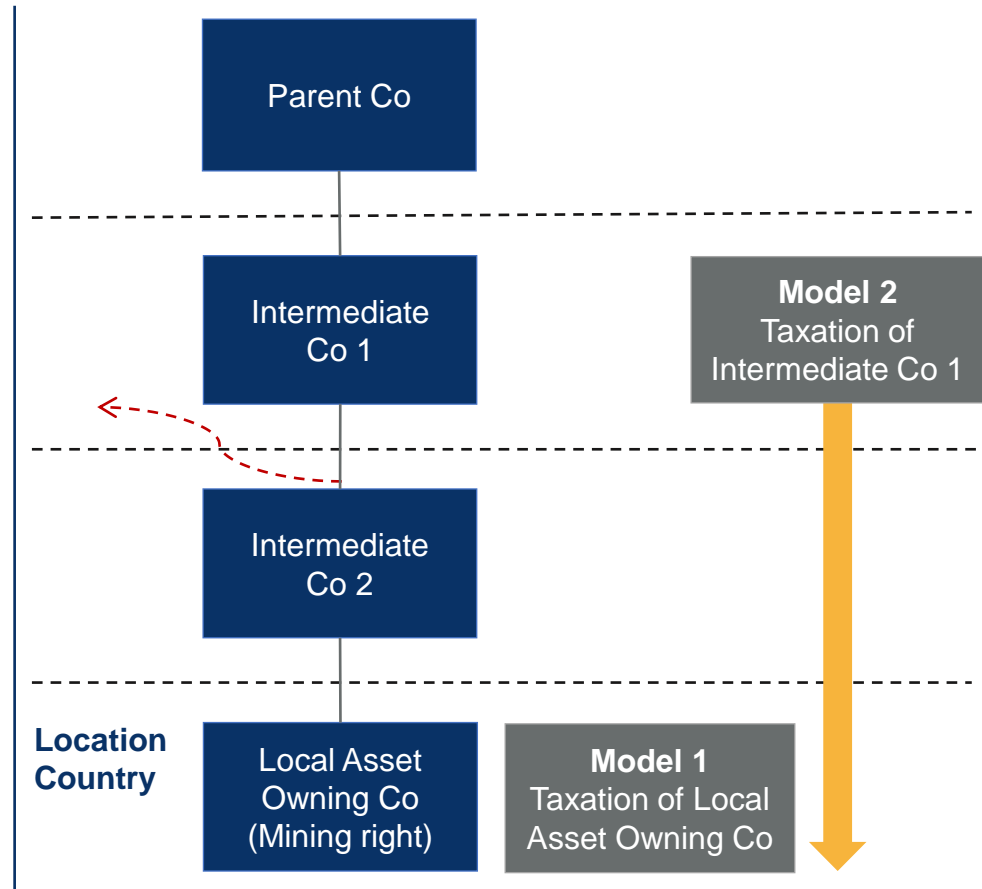 Parent Co
Intermediate
Co 1
Model 2
Taxation of
Intermediate Co 1
Intermediate
Co 2
Location
Country
Local Asset
Owning Co
(Mining right)
Model 1
Taxation of Local
Asset Owning Co